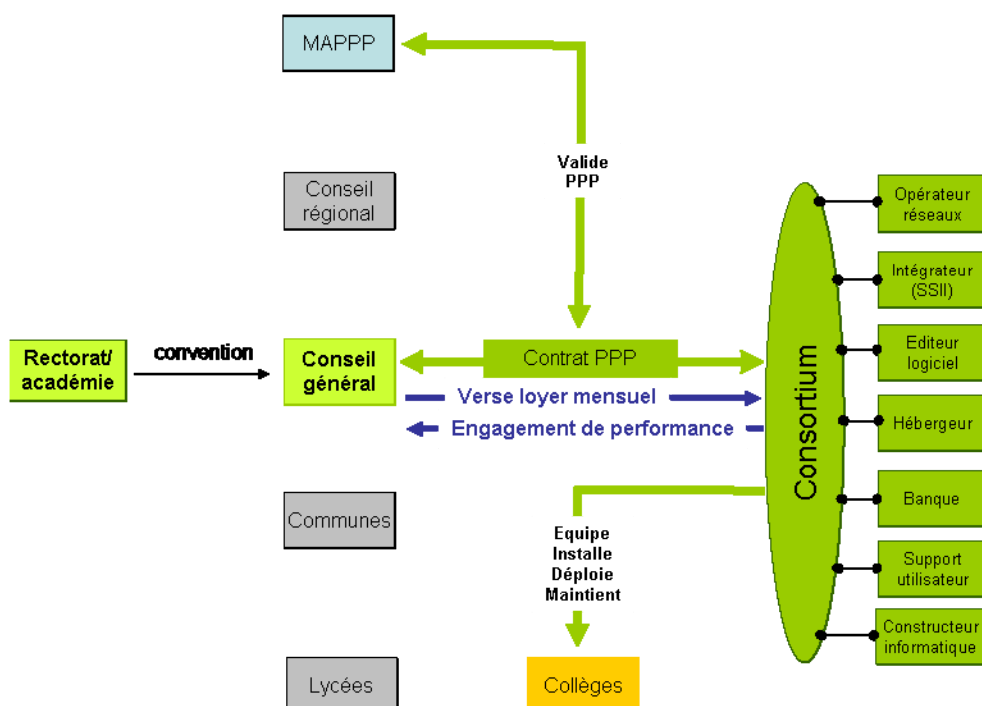 MAPPP
Valide
PPP
Conseil
régional
Opérateur
réseaux
Intégrateur
(SSII)
Rectorat/
académie
convention
Conseil
général
Contrat PPP
Verse loyer mensuel
Engagement de performance
Consortium
Editeur
logiciel
Hébergeur
Communes
Banque
Equipe
Installe
Déploie
Maintient
Support
utilisateur
Constructeur
informatique
Lycées
Collèges